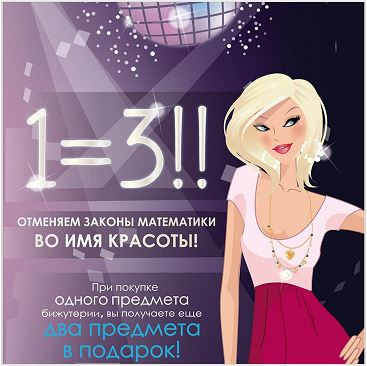 1=3!!
ОТМЕНЯЕМ ЗАКОНЫ МАТЕМАТИКИ
ВО ИМЯ КРАСОТЫ!
При покупке
одного предмета
бижутерии, вы получаете еще
два предмета
в подарок!